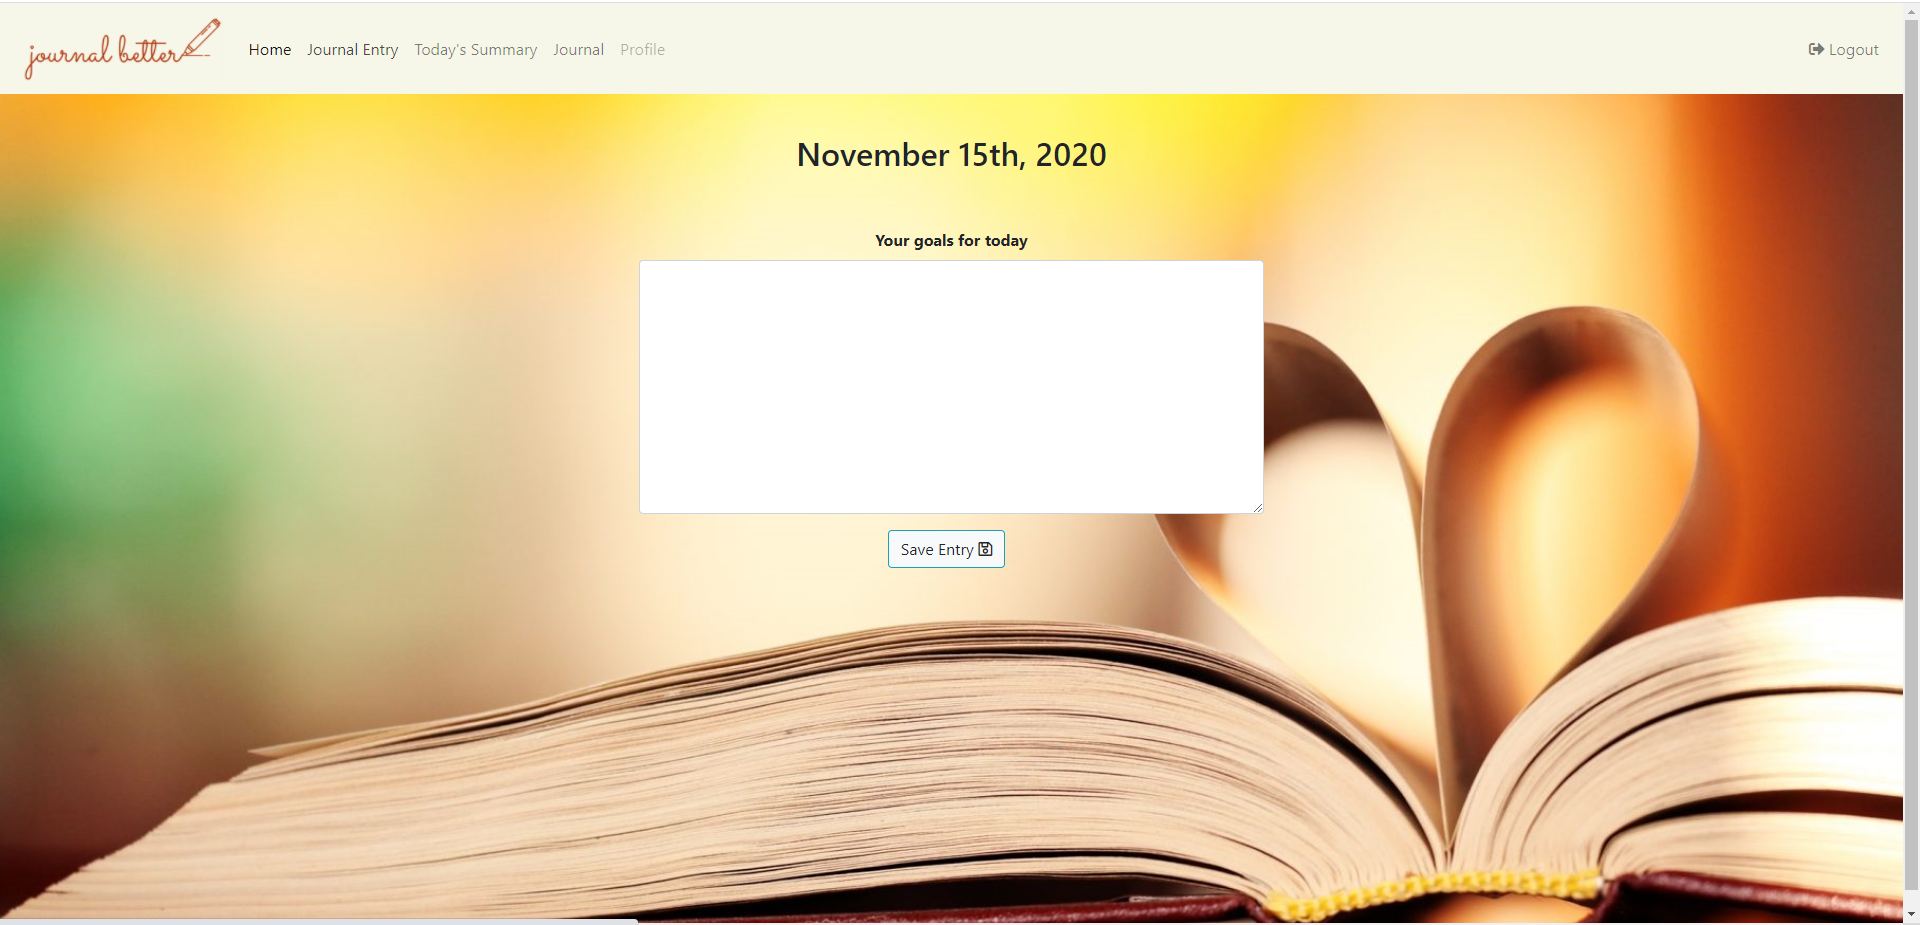 journal better
Home Journal Entry Today's Summary Journal Profile Logout
November 15th, 2020
Your goals for today
Save Entry